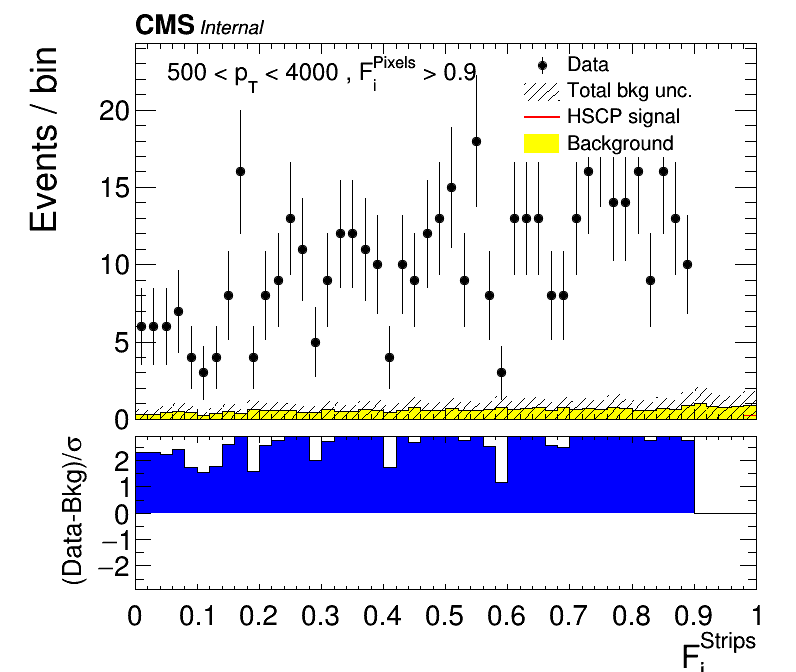 CMS Internal
500 < p_T < 4000 , F_i^Pixels > 0.9
Data
Total bkg unc.
HSCP signal
Background
Events / bin
20
15
10
5
0
(Data-Bkg)/σ
2
1
0
−1
−2
0 0.1 0.2 0.3 0.4 0.5 0.6 0.7 0.8 0.9 1
F_i^Strips